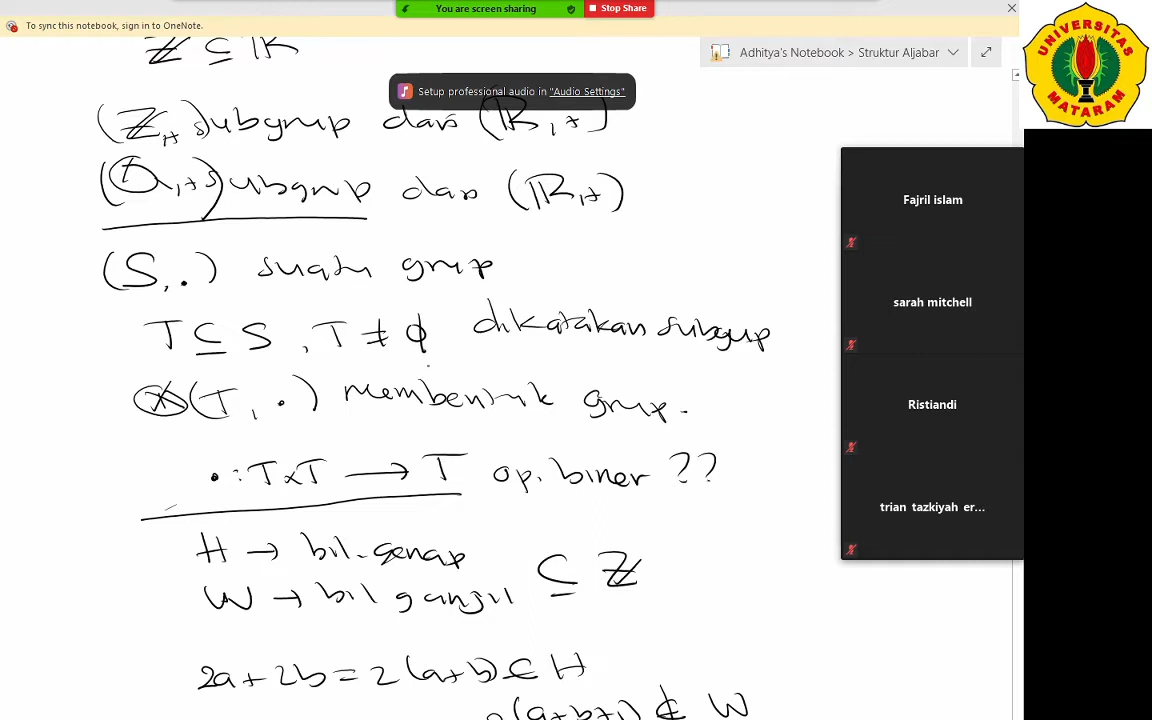 You are screen sharing
Stop Share
To sync this notebook, sign in to OneNote.
Adhitya's Notebook > Struktur Aljabar
UNIVERSITAS
MATARAM
Setup professional audio in "Audio Settings"
ℤ ⊆ ℝ
(ℤ,+) subgrup dari (ℝ,+)
(ℚ,+) subgrup dari (ℝ,+)
(S, ·) suatu grup
T ⊆ S, T ≠ ϕ dikatakan subgrup
(T, ·) membentuk grup.
· : T×T → T op. biner ??
H → bil. genap
W → bil ganjil ⊆ ℤ
2a + 2b = 2(a+b) ∈ H
2(a+b+1) ∉ W
Fajril islam
sarah mitchell
Ristiandi
trian tazkiyah er...